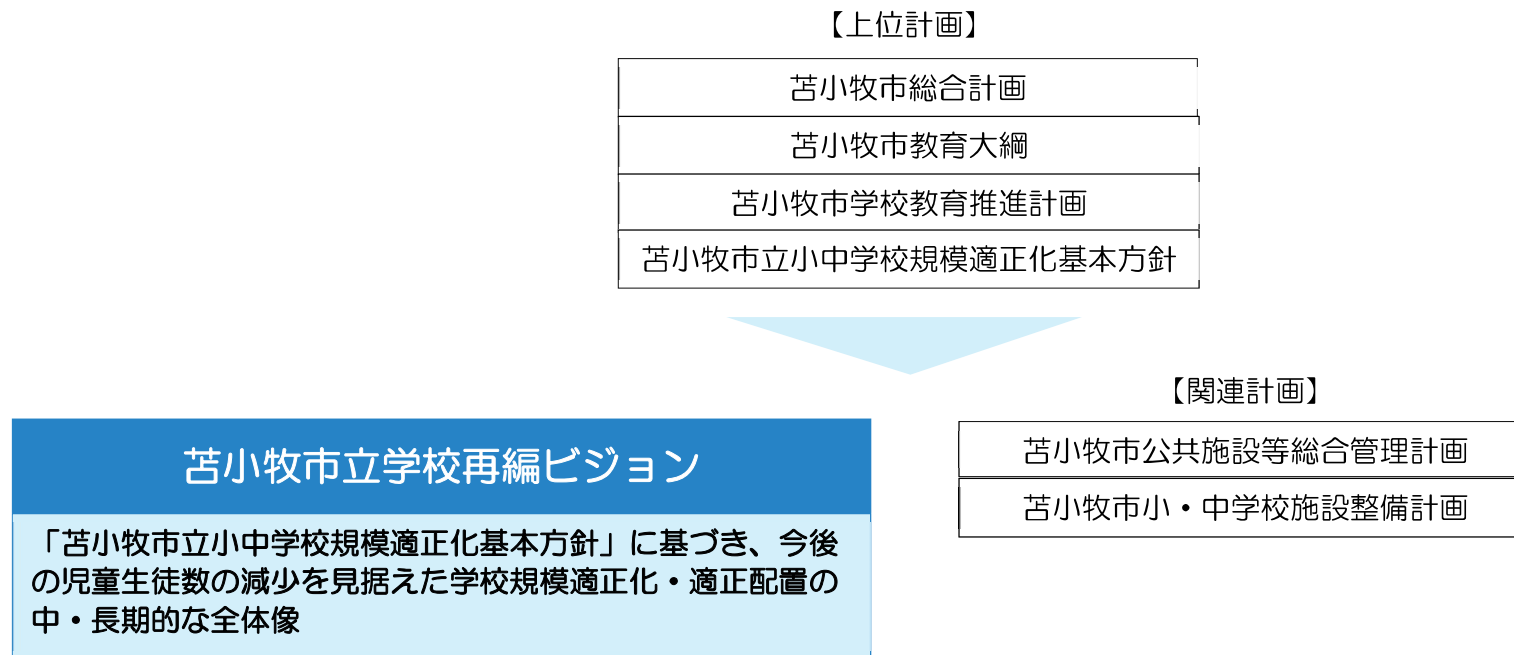 【上位計画】
苫小牧市総合計画
苫小牧市教育大綱
苫小牧市学校教育推進計画
苫小牧市立小中学校規模適正化基本方針
【関連計画】
苫小牧市公共施設等総合管理計画
苫小牧市小・中学校施設整備計画
苫小牧市立学校再編ビジョン
「苫小牧市立小中学校規模適正化基本方針」に基づき、今後
の児童生徒数の減少を見据えた学校規模適正化・適正配置の
中・長期的な全体像